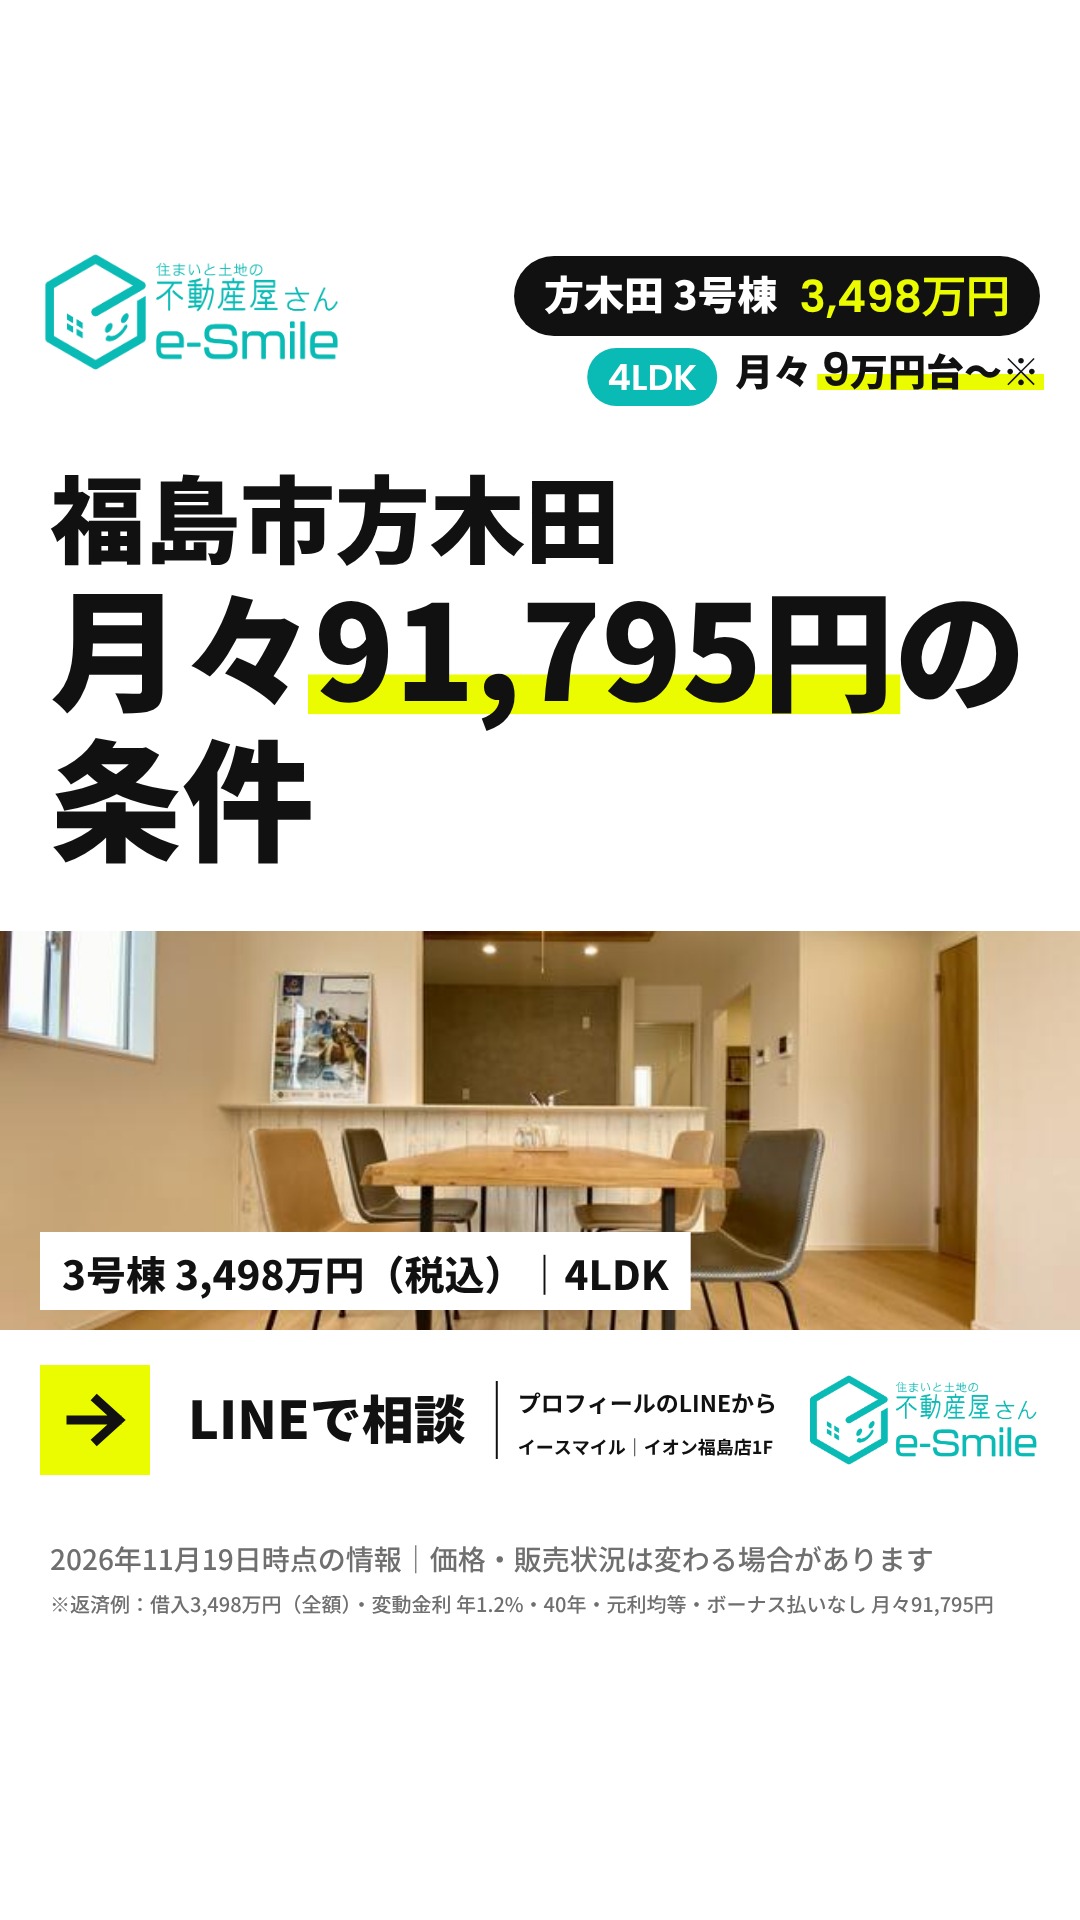 住まいと土地の
不動産屋さん
e-Smile
方木田 3号棟 3,498万円
4LDK 月々 9万円台〜※
福島市方木田
月々91,795円の
条件
3号棟 3,498万円（税込）｜4LDK
LINEで相談
プロフィールのLINEから
イースマイル｜イオン福島店1F
住まいと土地の
不動産屋さん
e-Smile
2026年11月19日時点の情報｜価格・販売状況は変わる場合があります
※返済例：借入3,498万円（全額）・変動金利 年1.2%・40年・元利均等・ボーナス払いなし 月々91,795円